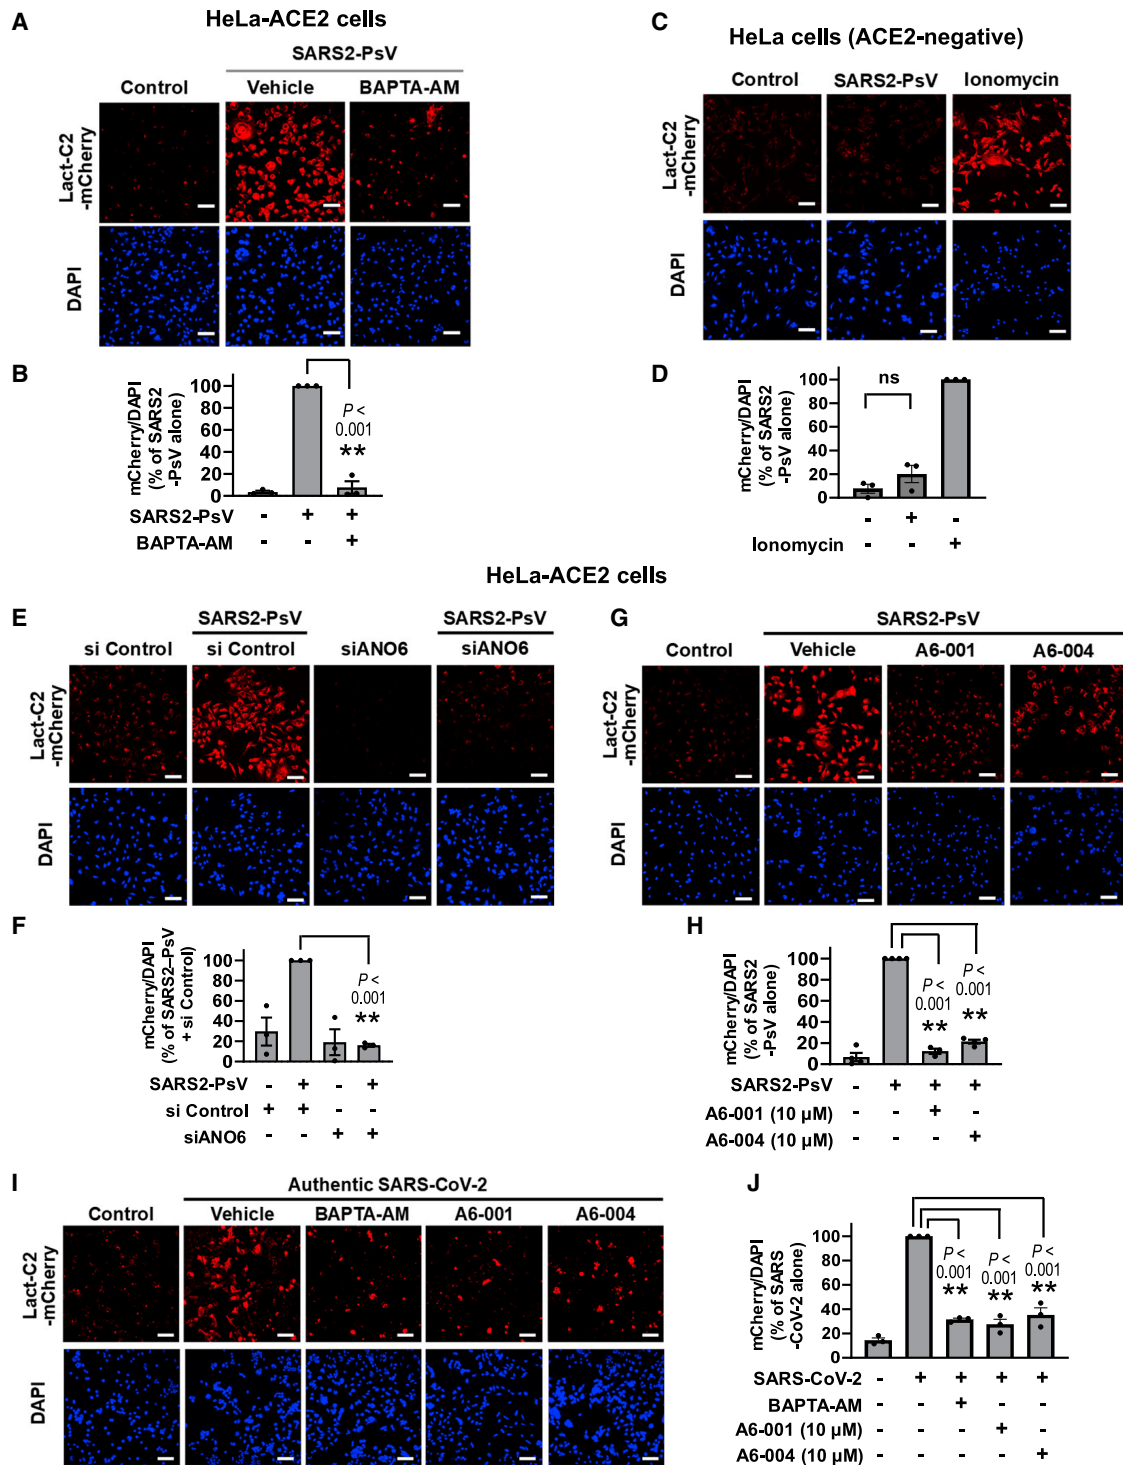 A
HeLa-ACE2 cells
SARS2-PsV
Control
Vehicle
BAPTA-AM
Lact-C2
-mCherry
DAPI
B
mCherry/DAPI
(% of SARS2
-PsV alone)
100
80
60
40
20
0
P <
0.001
**
SARS2-PsV - + +
BAPTA-AM - - +
C
HeLa cells (ACE2-negative)
Control
SARS2-PsV
Ionomycin
Lact-C2
-mCherry
DAPI
D
mCherry/DAPI
(% of SARS2
-PsV alone)
100
80
60
40
20
0
ns
- + -
Ionomycin - - +
HeLa-ACE2 cells
E
SARS2-PsV
SARS2-PsV
si Control
si Control
siANO6
siANO6
Lact-C2
-mCherry
DAPI
F
mCherry/DAPI
(% of SARS2–PsV
+ si Control)
100
80
60
40
20
0
P <
0.001
**
SARS2-PsV - + - +
si Control + + - -
siANO6 - - + +
G
SARS2-PsV
Control
Vehicle
A6-001
A6-004
Lact-C2
-mCherry
DAPI
H
mCherry/DAPI
(% of SARS2
-PsV alone)
100
80
60
40
20
0
P <
0.001
**
P <
0.001
**
SARS2-PsV - + + +
A6-001 (10 µM) - - + -
A6-004 (10 µM) - - - +
I
Authentic SARS-CoV-2
Control
Vehicle
BAPTA-AM
A6-001
A6-004
Lact-C2
-mCherry
DAPI
J
mCherry/DAPI
(% of SARS
-CoV-2 alone)
100
80
60
40
20
0
P <
0.001
**
P <
0.001
**
P <
0.001
**
SARS-CoV-2 - + + + +
BAPTA-AM - - + - -
A6-001 (10 µM) - - - + -
A6-004 (10 µM) - - - - +